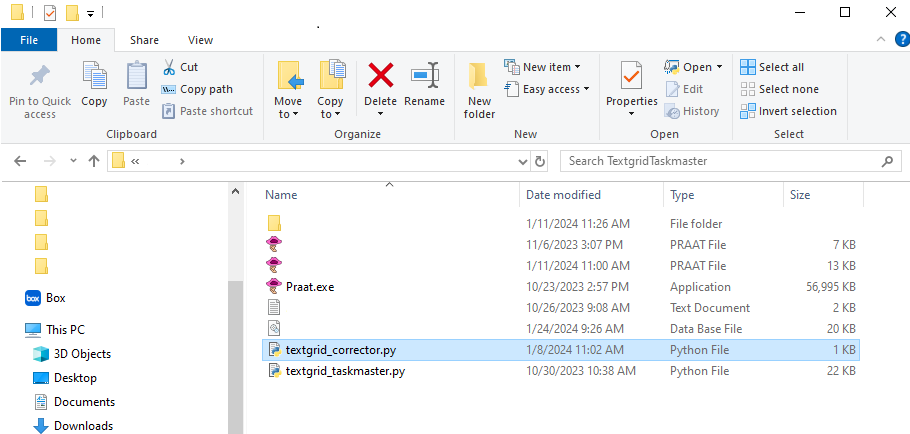 File Home Share View
Pin to Quick access
Copy
Paste
Cut
Copy path
Paste shortcut
Clipboard
Move to
Copy to
Delete
Rename
Organize
New folder
New item
Easy access
New
Properties
Open
Edit
History
Open
Select all
Select none
Invert selection
Select
« >
Search TextgridTaskmaster
Name Date modified Type Size
1/11/2024 11:26 AM File folder
11/6/2023 3:07 PM PRAAT File 7 KB
1/11/2024 11:00 AM PRAAT File 13 KB
Praat.exe 10/23/2023 2:57 PM Application 56,995 KB
10/26/2023 9:08 AM Text Document 2 KB
1/24/2024 9:26 AM Data Base File 20 KB
textgrid_corrector.py 1/8/2024 11:02 AM Python File 1 KB
textgrid_taskmaster.py 10/30/2023 10:38 AM Python File 22 KB
box Box
This PC
3D Objects
Desktop
Documents
Downloads